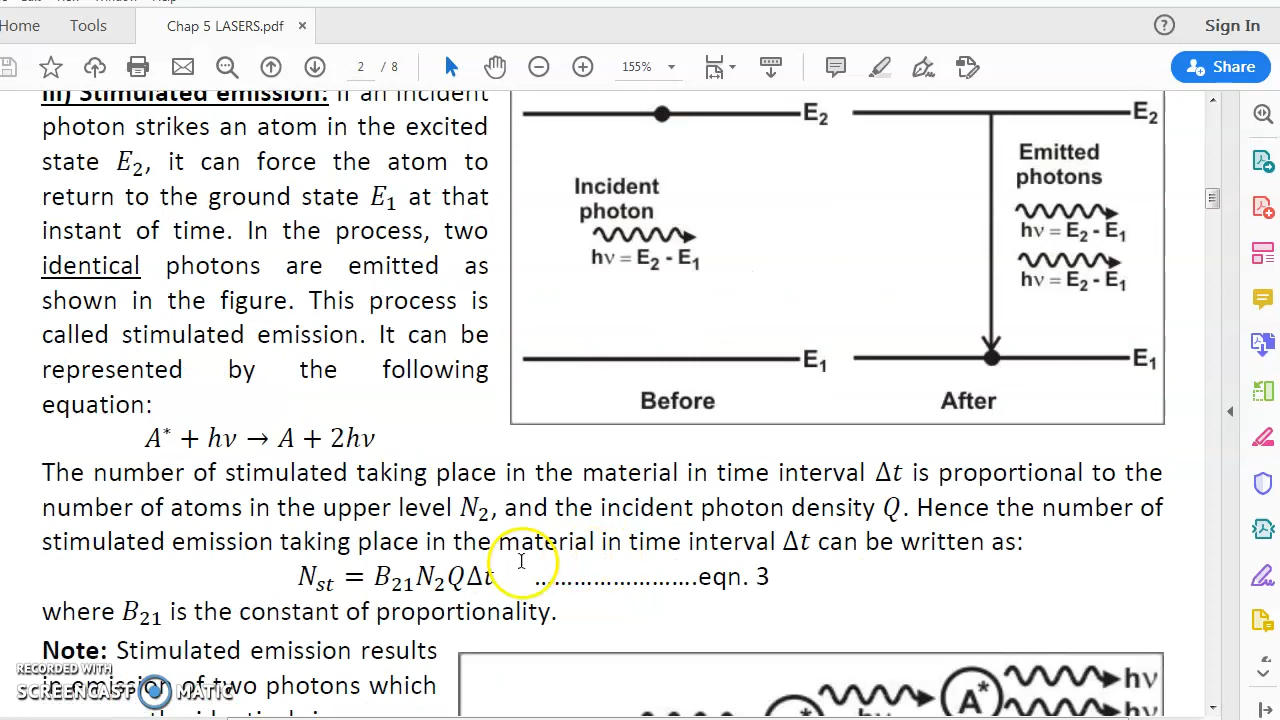 Home Tools Chap 5 LASERS.pdf × ? Sign In
2 / 8 155% Share
iii) Stimulated emission: If an incident
photon strikes an atom in the excited
state E₂, it can force the atom to
return to the ground state E₁ at that
instant of time. In the process, two
identical photons are emitted as
shown in the figure. This process is
called stimulated emission. It can be
represented by the following
equation:
A* + hν → A + 2hν
E₂
E₂
Incident
photon
hν = E₂ - E₁
Emitted
photons
hν = E₂ - E₁
hν = E₂ - E₁
E₁
E₁
Before
After
The number of stimulated taking place in the material in time interval Δt is proportional to the
number of atoms in the upper level N₂, and the incident photon density Q. Hence the number of
stimulated emission taking place in the material in time interval Δt can be written as:
Nₛₜ = B₂₁N₂QΔt ……………………….eqn. 3
where B₂₁ is the constant of proportionality.
Note: Stimulated emission results
in emission of two photons which
A* hν
hν
RECORDED WITH
SCREENCAST MATIC